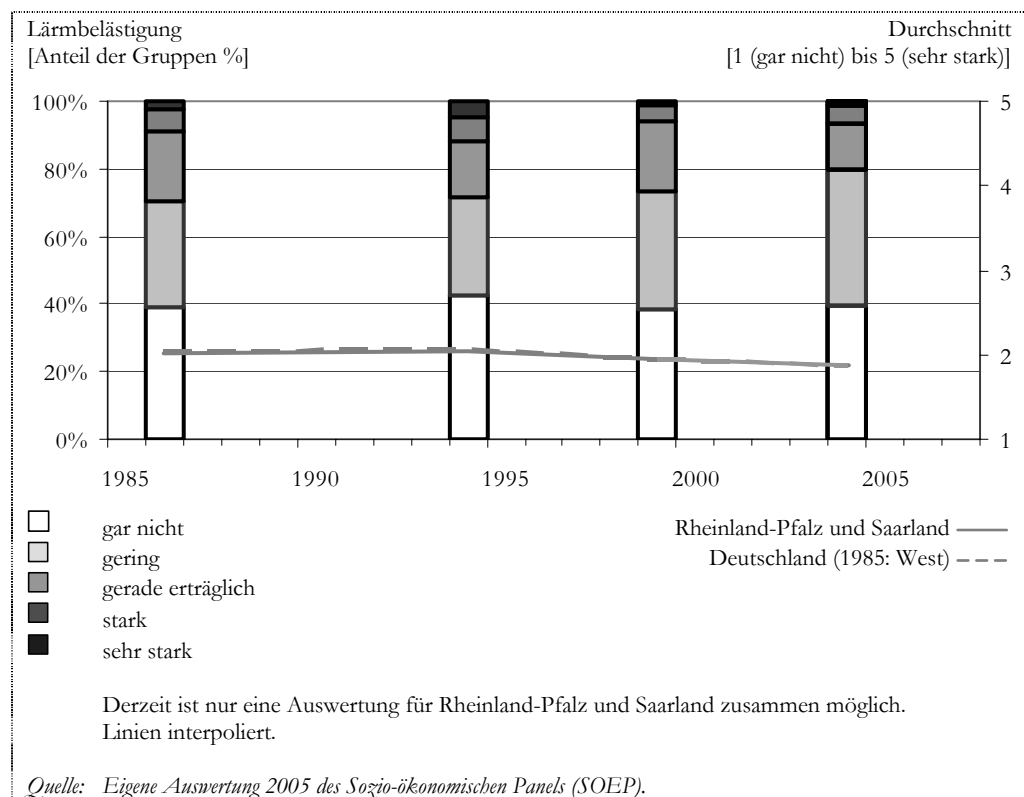 Lärmbelästigung
[Anteil der Gruppen %]
Durchschnitt
[1 (gar nicht) bis 5 (sehr stark)]
100%
80%
60%
40%
20%
0%
5
4
3
2
1
1985 1990 1995 2000 2005
gar nicht
gering
gerade erträglich
stark
sehr stark
Rheinland-Pfalz und Saarland
Deutschland (1985: West)
Derzeit ist nur eine Auswertung für Rheinland-Pfalz und Saarland zusammen möglich.
Linien interpoliert.
Quelle: Eigene Auswertung 2005 des Sozio-ökonomischen Panels (SOEP).